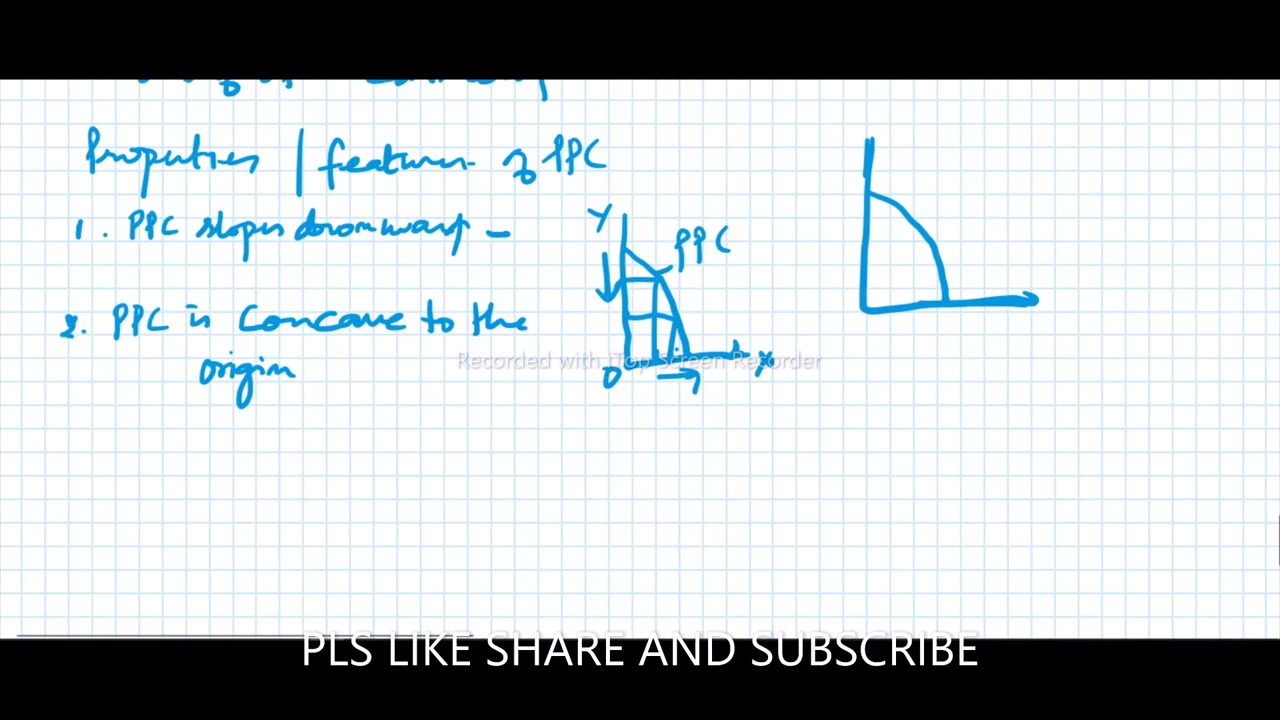 Properties | features of PPC
1. PPC slopes downward -
Y
PPC
2. PPC is Concave to the
origin
O
X
Recorded with iTop Screen Recorder
PLS LIKE SHARE AND SUBSCRIBE